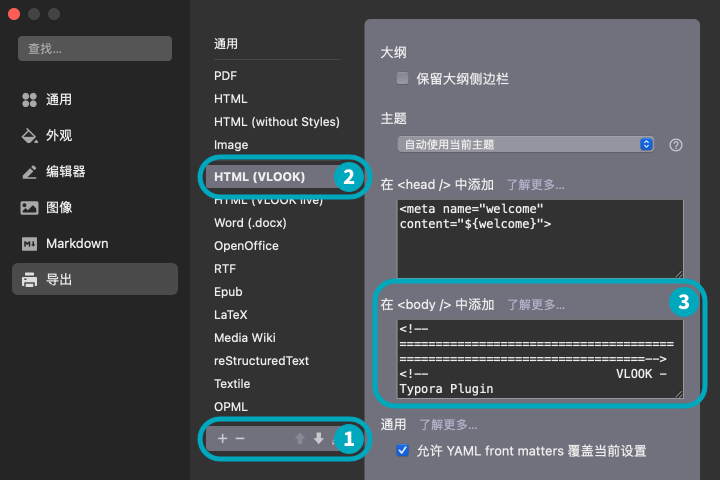 查找...
通用
外观
编辑器
图像
Markdown
导出
通用
PDF
HTML
HTML (without Styles)
Image
HTML (VLOOK)
2
HTML (VLOOK live)
Word (.docx)
OpenOffice
RTF
Epub
LaTeX
Media Wiki
reStructuredText
Textile
OPML
+ −
1
大纲
保留大纲侧边栏
主题
自动使用当前主题
?
在 <head /> 中添加 了解更多...
<meta name="welcome"
content="${welcome}">
在 <body /> 中添加 了解更多...
3
<!--
======================================
==================================-->
<!-- VLOOK -
Typora Plugin
通用 了解更多...
允许 YAML front matters 覆盖当前设置